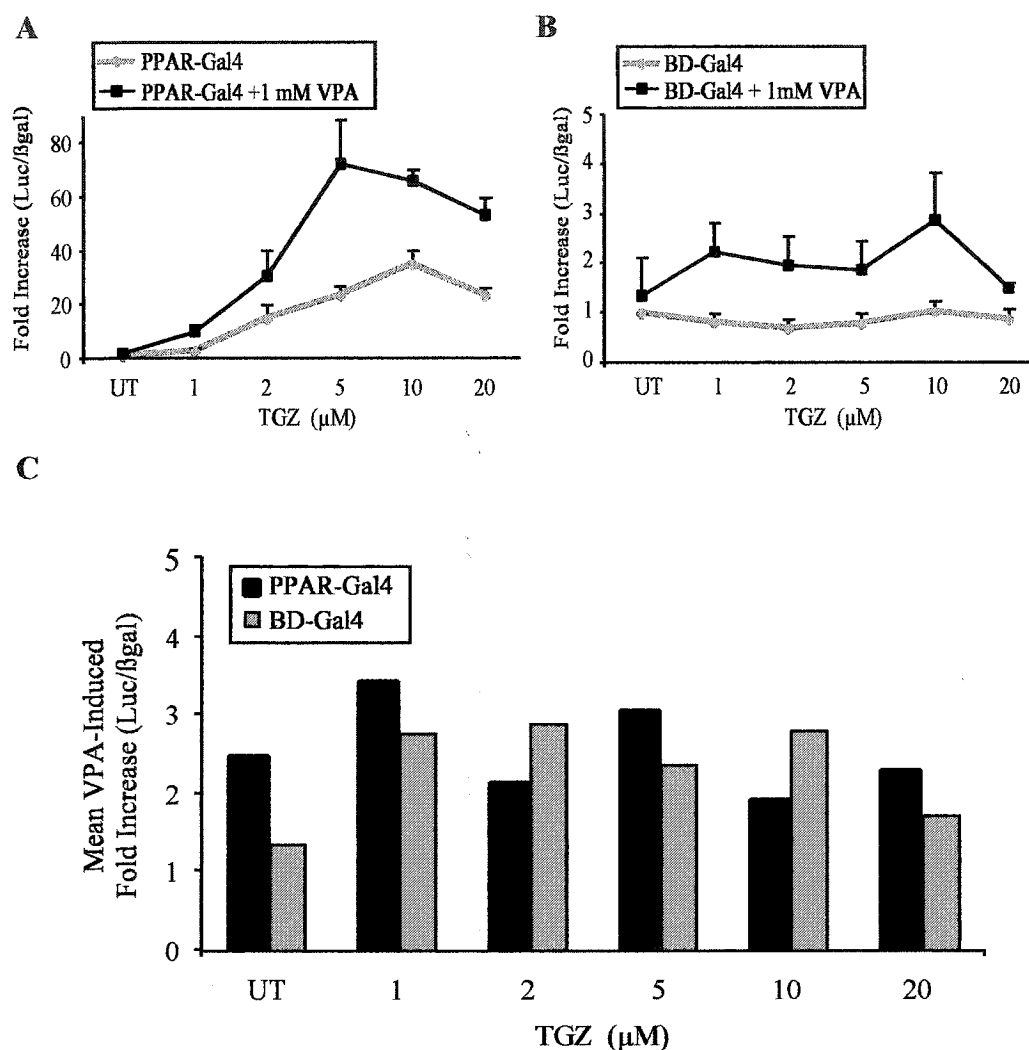 A
PPAR-Gal4
PPAR-Gal4 +1 mM VPA
Fold Increase (Luc/ßgal)
80
60
40
20
0
UT 1 2 5 10 20
TGZ (µM)
B
BD-Gal4
BD-Gal4 + 1mM VPA
Fold Increase (Luc/ßgal)
5
4
3
2
1
0
UT 1 2 5 10 20
TGZ (µM)
C
PPAR-Gal4
BD-Gal4
Mean VPA-Induced
Fold Increase (Luc/ßgal)
5
4
3
2
1
0
UT 1 2 5 10 20
TGZ (µM)